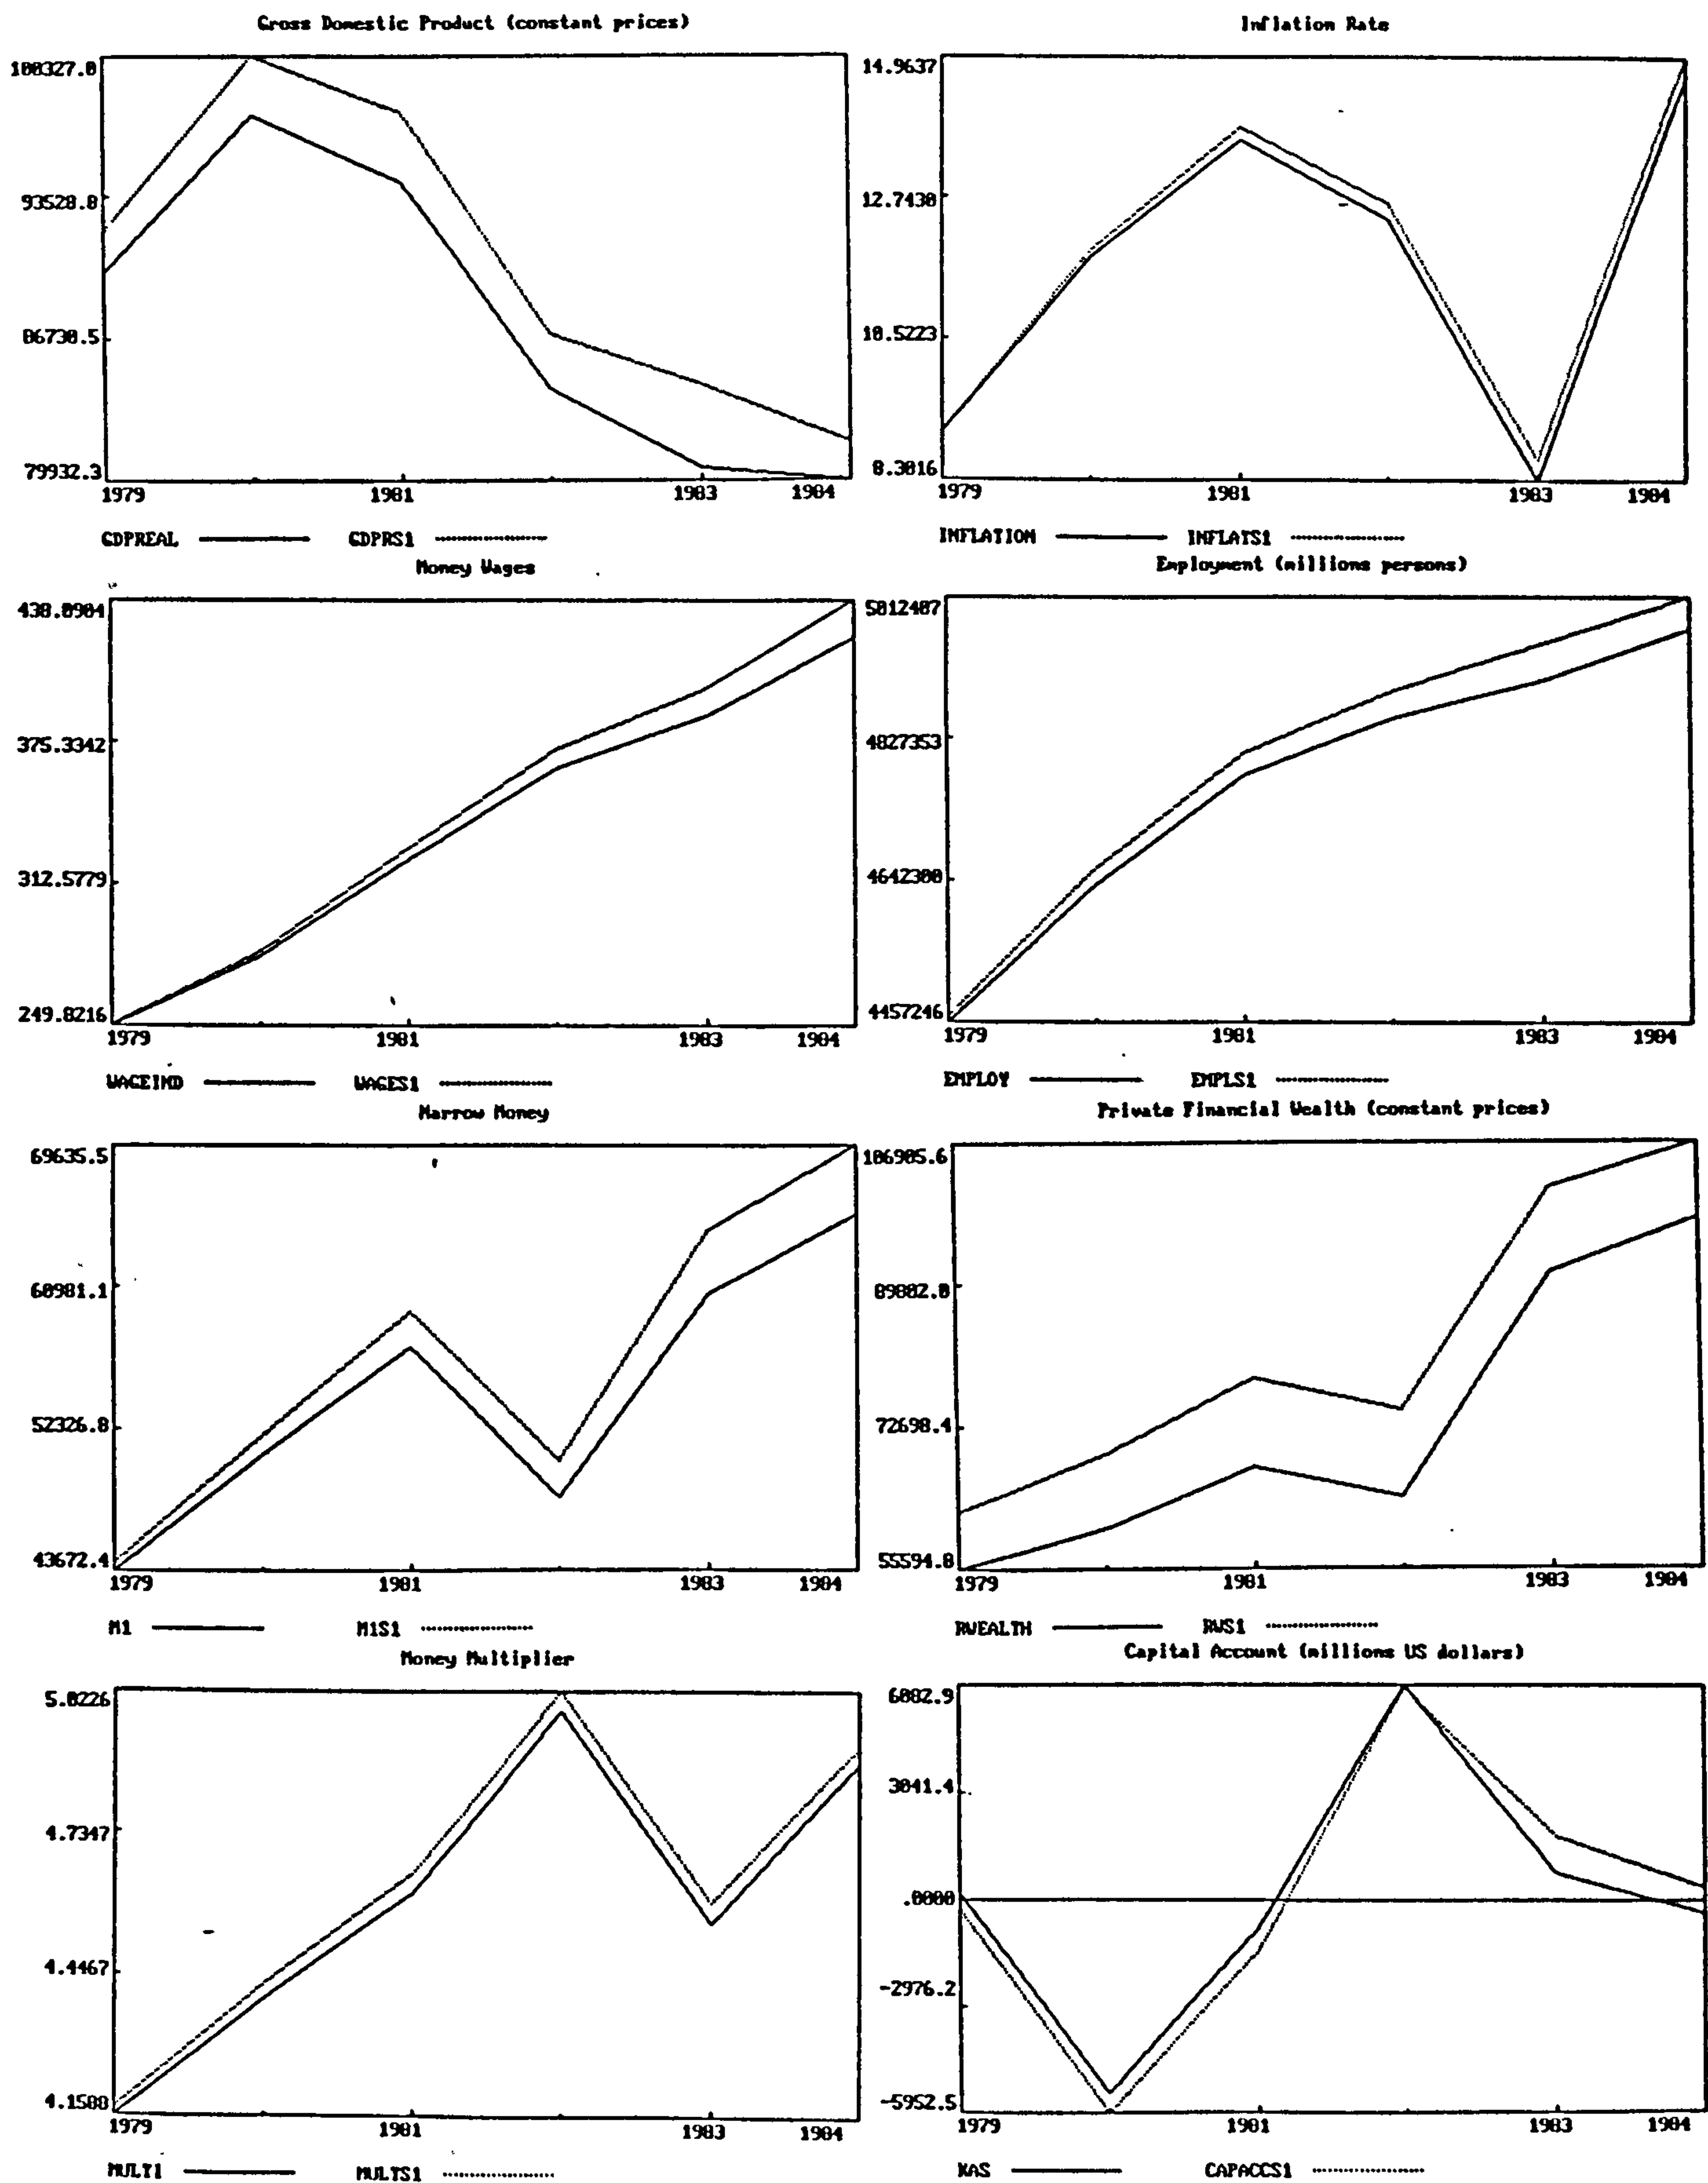 Gross Domestic Product (constant prices)
100327.0
93528.8
86730.5
79932.3
1979 1981 1983 1984
GDPREAL GDPRS1
Inflation Rate
14.9637
12.7430
10.5223
8.3016
1979 1981 1983 1984
INFLATION INFLATS1
Money Wages
438.0904
375.3342
312.5779
249.8216
1979 1981 1983 1984
WAGEIND WAGES1
Employment (millions persons)
5012407
4827353
4642300
4457246
1979 1981 1983 1984
EMPLOY EMPLS1
Narrow Money
69635.5
60981.1
52326.8
43672.4
1979 1981 1983 1984
M1 M1S1
Private Financial Wealth (constant prices)
106905.6
89802.0
72698.4
55594.8
1979 1981 1983 1984
RWEALTH RWS1
Money Multiplier
5.0226
4.7347
4.4467
4.1588
1979 1981 1983 1984
MULT1 MULTS1
Capital Account (millions US dollars)
6082.9
3041.4
.0000
-2976.2
-5952.5
1979 1981 1983 1984
KAS CAPACCS1